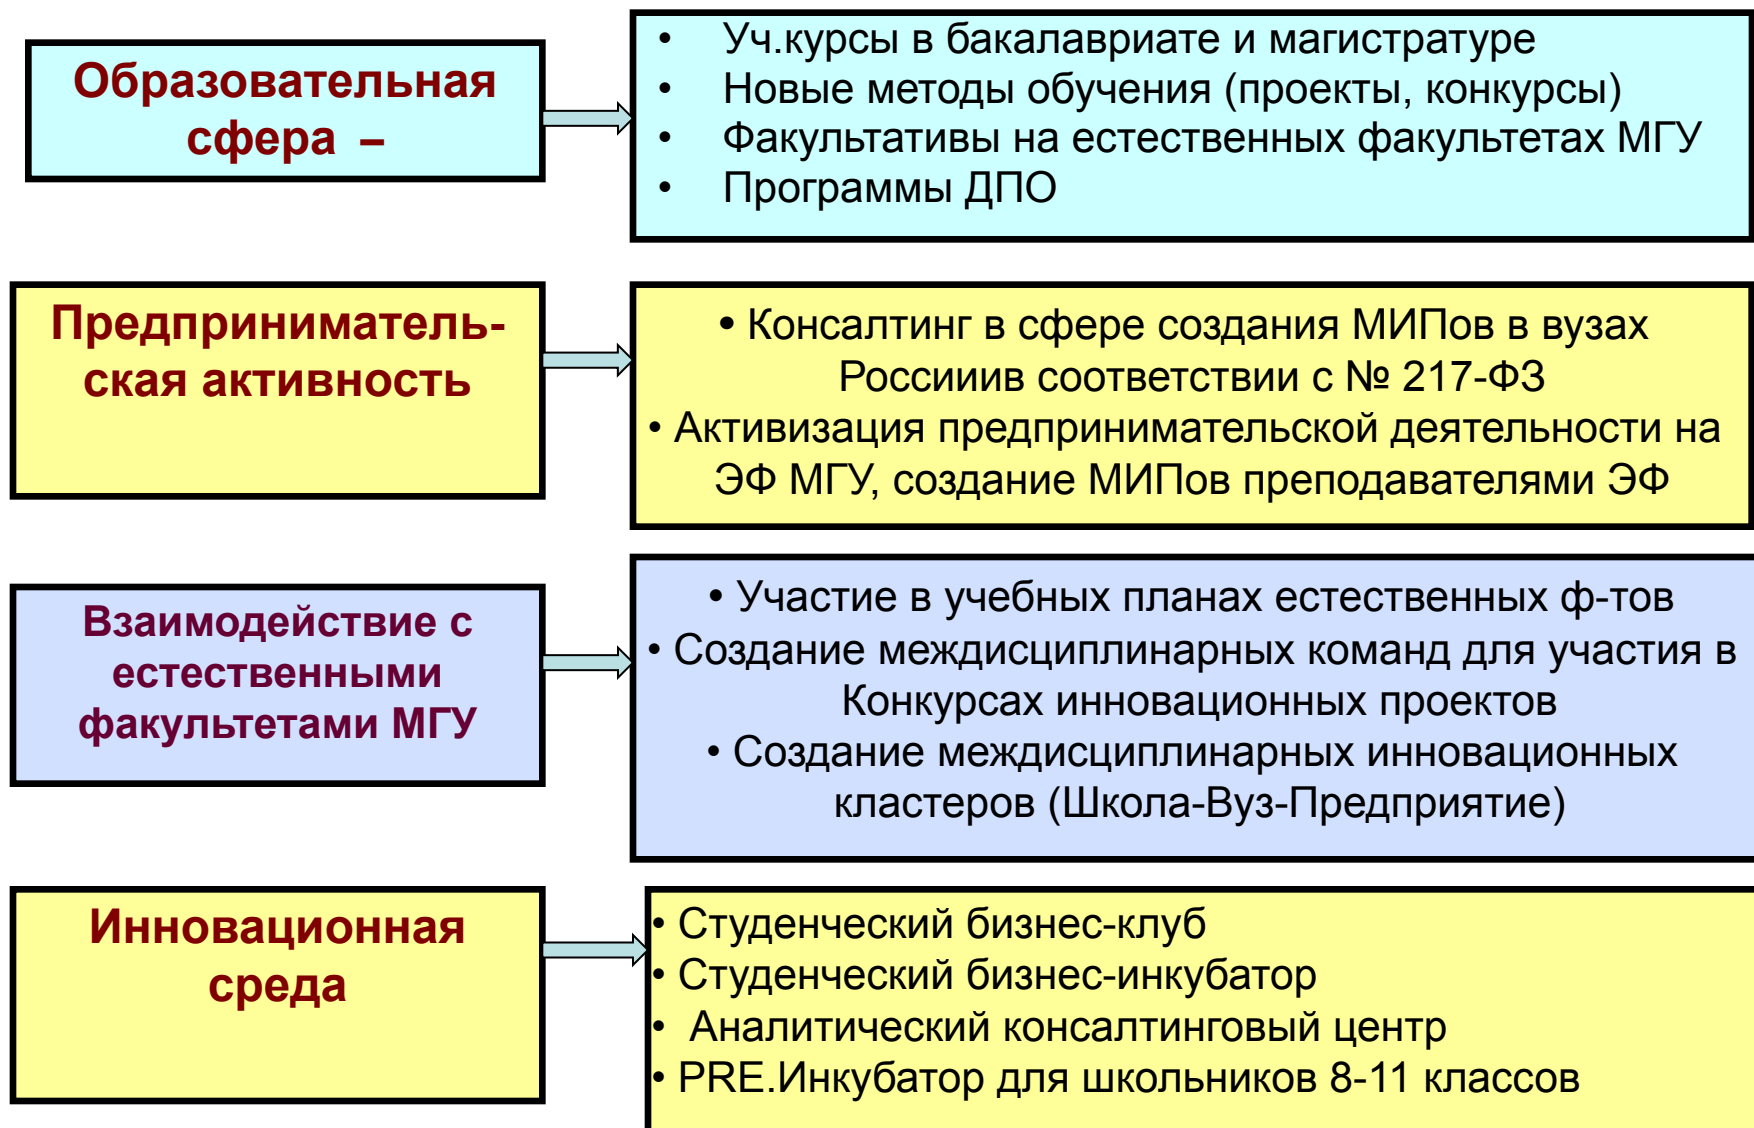 Образовательная
сфера –
• Уч.курсы в бакалавриате и магистратуре
• Новые методы обучения (проекты, конкурсы)
• Факультативы на естественных факультетах МГУ
• Программы ДПО
Предприниматель-
ская активность
• Консалтинг в сфере создания МИПов в вузах
Россииив соответствии с № 217-ФЗ
• Активизация предпринимательской деятельности на
ЭФ МГУ, создание МИПов преподавателями ЭФ
Взаимодействие с
естественными
факультетами МГУ
• Участие в учебных планах естественных ф-тов
• Создание междисциплинарных команд для участия в
Конкурсах инновационных проектов
• Создание междисциплинарных инновационных
кластеров (Школа-Вуз-Предприятие)
Инновационная
среда
• Студенческий бизнес-клуб
• Студенческий бизнес-инкубатор
• Аналитический консалтинговый центр
• PRE.Инкубатор для школьников 8-11 классов